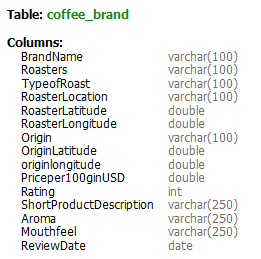 Table: coffee_brand
Columns:
BrandName varchar(100)
Roasters varchar(100)
TypeofRoast varchar(100)
RoasterLocation varchar(100)
RoasterLatitude double
RoasterLongitude double
Origin varchar(100)
OriginLatitude double
originlongitude double
Priceper100ginUSD double
Rating int
ShortProductDescription varchar(250)
Aroma varchar(250)
Mouthfeel varchar(250)
ReviewDate date